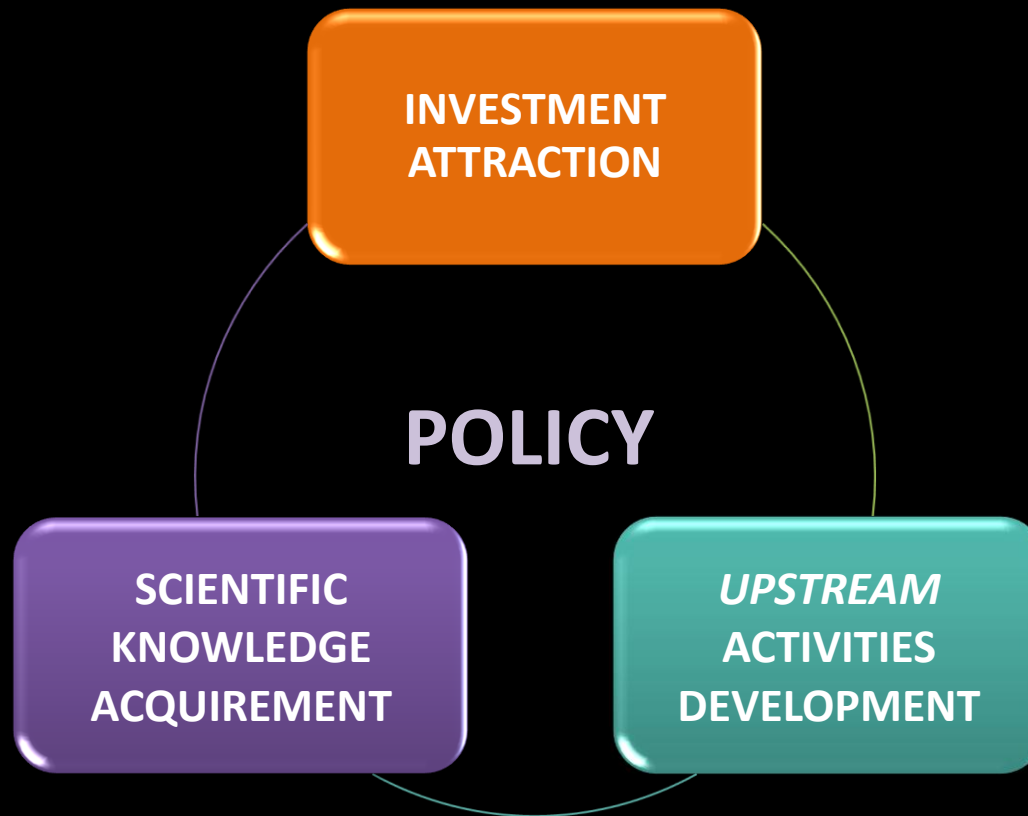 INVESTMENT
ATTRACTION
POLICY
SCIENTIFIC
KNOWLEDGE
ACQUIREMENT
UPSTREAM
ACTIVITIES
DEVELOPMENT